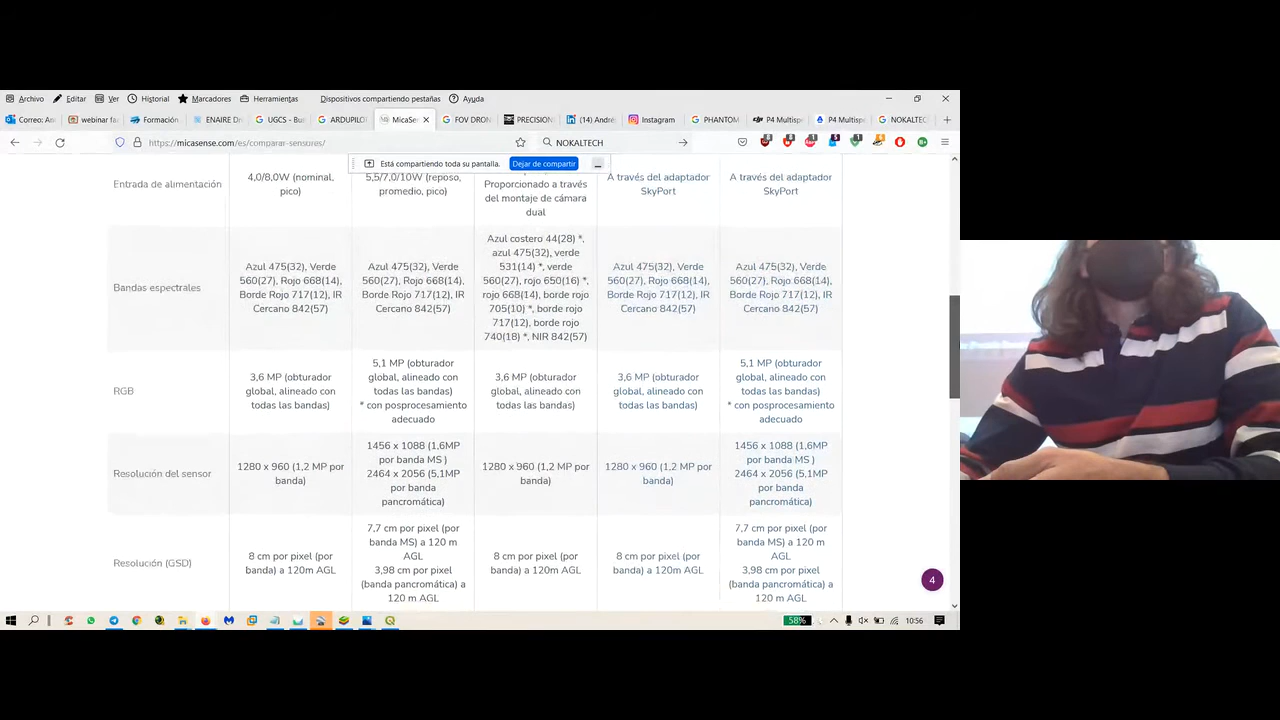 Archivo Editar Ver Historial Marcadores Herramientas Dispositivos compartiendo pestañas Ayuda
Correo: An webinar fa Formación ENAIRE Dr UGCS - Bu ARDUPILO MicaSen FOV DRON PRECISION (14) André Instagram PHANTOM P4 Multispe P4 Multispe NOKALTEC
https://micasense.com/es/comparar-sensores/
NOKALTECH
Está compartiendo toda su pantalla. Dejar de compartir
Entrada de alimentación
4,0/8,0W (nominal,
pico)
5,5/7,0/10W (reposo,
promedio, pico)
Proporcionado a través
del montaje de cámara
dual
A través del adaptador
SkyPort
A través del adaptador
SkyPort
Bandas espectrales
Azul 475(32), Verde
560(27), Rojo 668(14),
Borde Rojo 717(12), IR
Cercano 842(57)
Azul 475(32), Verde
560(27), Rojo 668(14),
Borde Rojo 717(12), IR
Cercano 842(57)
Azul costero 44(28) *,
azul 475(32), verde
531(14) *, verde
560(27), rojo 650(16) *,
rojo 668(14), borde rojo
705(10) *, borde rojo
717(12), borde rojo
740(18) *, NIR 842(57)
Azul 475(32), Verde
560(27), Rojo 668(14),
Borde Rojo 717(12), IR
Cercano 842(57)
Azul 475(32), Verde
560(27), Rojo 668(14),
Borde Rojo 717(12), IR
Cercano 842(57)
RGB
3,6 MP (obturador
global, alineado con
todas las bandas)
5,1 MP (obturador
global, alineado con
todas las bandas)
* con posprocesamiento
adecuado
3,6 MP (obturador
global, alineado con
todas las bandas)
3,6 MP (obturador
global, alineado con
todas las bandas)
5,1 MP (obturador
global, alineado con
todas las bandas)
* con posprocesamiento
adecuado
Resolución del sensor
1280 x 960 (1,2 MP por
banda)
1456 x 1088 (1,6MP
por banda MS )
2464 x 2056 (5,1MP
por banda
pancromática)
1280 x 960 (1,2 MP por
banda)
1280 x 960 (1,2 MP por
banda)
1456 x 1088 (1,6MP
por banda MS )
2464 x 2056 (5,1MP
por banda
pancromática)
Resolución (GSD)
8 cm por pixel (por
banda) a 120m AGL
7,7 cm por pixel (por
banda MS) a 120 m
AGL
3,98 cm por pixel
(banda pancromática) a
120 m AGL
8 cm por pixel (por
banda) a 120m AGL
8 cm por pixel (por
banda) a 120m AGL
7,7 cm por pixel (por
banda MS) a 120 m
AGL
3,98 cm por pixel
(banda pancromática) a
120 m AGL
4
58%
10:56